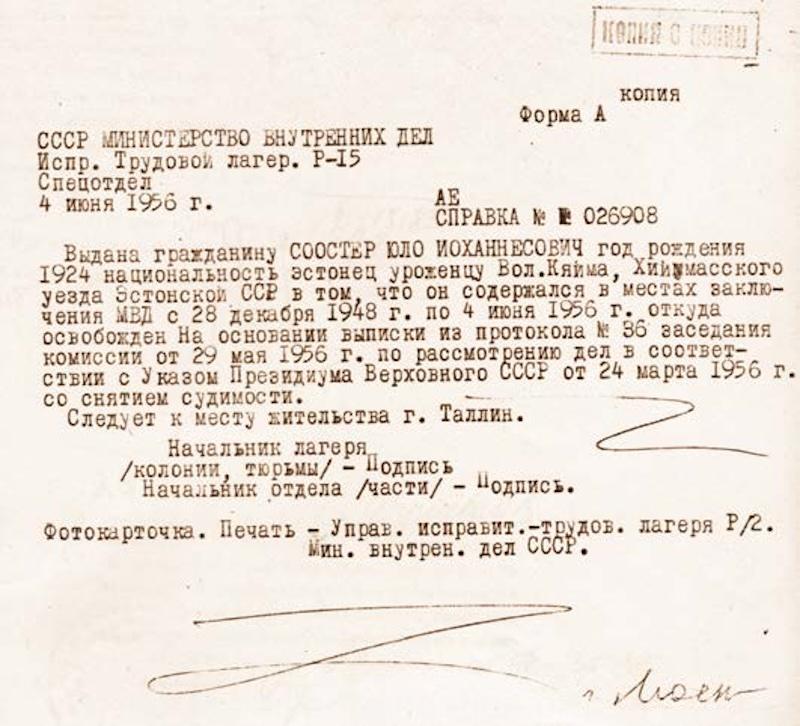 КОПИЯ С КОПИИ
копия
Форма А
СССР МИНИСТЕРСТВО ВНУТРЕННИХ ДЕЛ
Испр. Трудовой лагер. Р-15
Спецотдел
4 июня 1956 г.
АЕ
СПРАВКА № 026908
Выдана гражданину СООСТЕР ЮЛО ИОХАННЕСОВИЧ год рождения
1924 национальность эстонец уроженцу Вол.Кяйма, Хийумасского
уезда Эстонской ССР в том, что он содержался в местах заклю-
чения МВД с 28 декабря 1948 г. по 4 июня 1956 г. откуда
освобожден На основании выписки из протокола № 36 заседания
комиссии от 29 мая 1956 г. по рассмотрению дел в соответ-
ствии с Указом Президиума Верховного СССР от 24 марта 1956 г.
со снятием судимости.
Следует к месту жительства г. Таллин.
Начальник лагеря
/колонии, тюрьмы/ - Подпись
Начальник отдела /части/ - Подпись.
Фотокарточка. Печать - Управ. исправит.-трудов. лагеря Р/2.
Мин. внутрен. дел СССР.